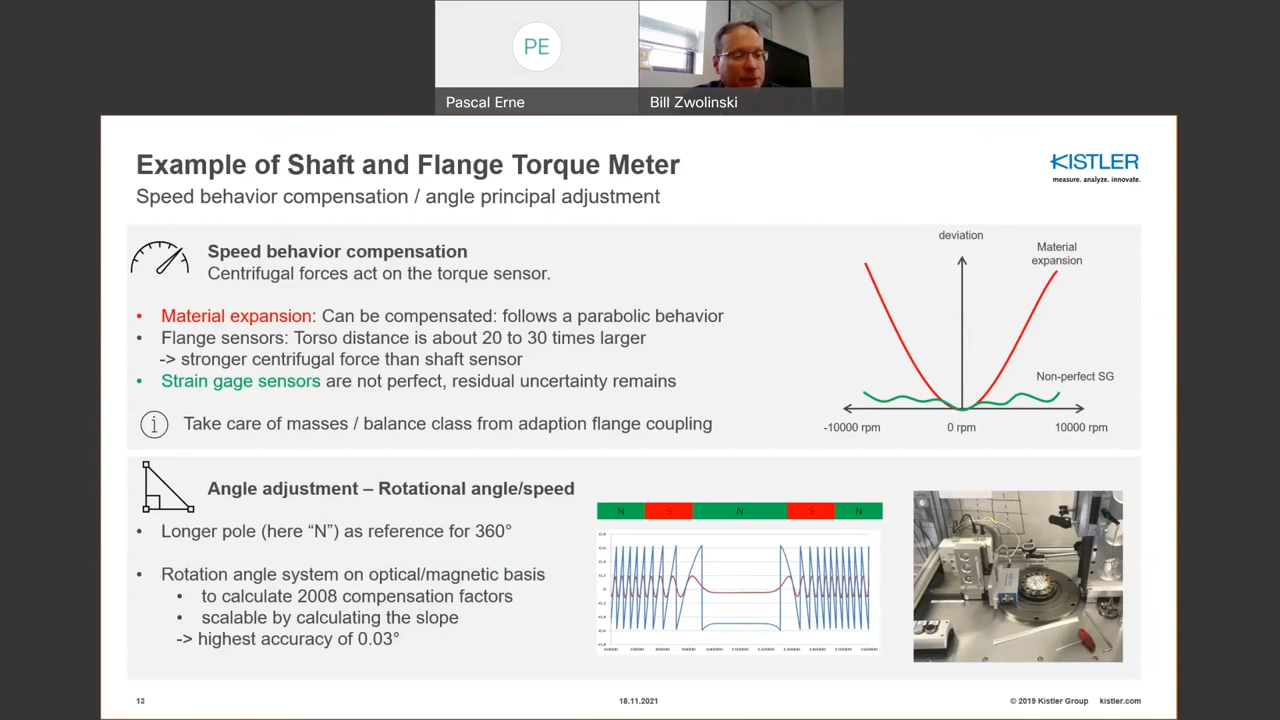 PE
Pascal Erne
Bill Zwolinski
Example of Shaft and Flange Torque Meter
KISTLER
measure. analyze. innovate.
Speed behavior compensation / angle principal adjustment
Speed behavior compensation
Centrifugal forces act on the torque sensor.
• Material expansion: Can be compensated: follows a parabolic behavior
• Flange sensors: Torso distance is about 20 to 30 times larger
-> stronger centrifugal force than shaft sensor
• Strain gage sensors are not perfect, residual uncertainty remains
i Take care of masses / balance class from adaption flange coupling
deviation
Material
expansion
Non-perfect SG
-10000 rpm 0 rpm 10000 rpm
Angle adjustment – Rotational angle/speed
• Longer pole (here “N”) as reference for 360°
• Rotation angle system on optical/magnetic basis
• to calculate 2008 compensation factors
• scalable by calculating the slope
-> highest accuracy of 0.03°
N S N S N
13
18.11.2021
© 2019 Kistler Group kistler.com